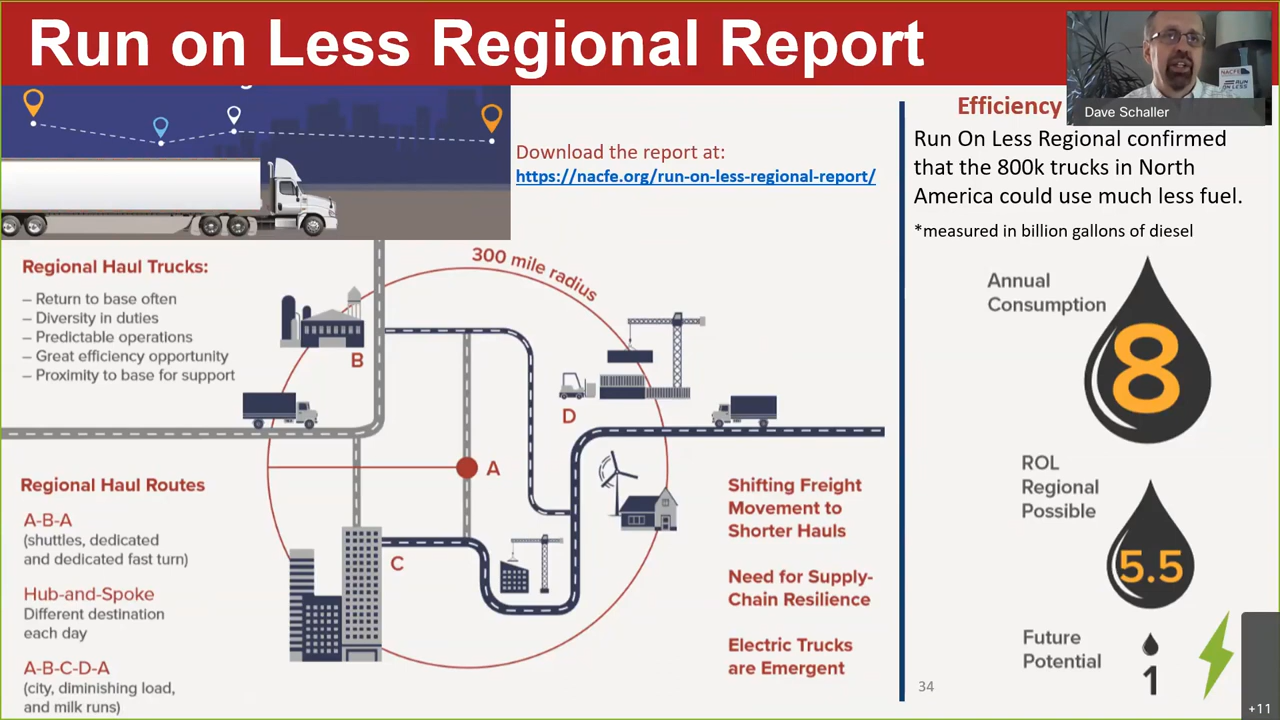 Run on Less Regional Report
NACFE
RUN
ON LESS
Dave Schaller
Efficiency
Download the report at:
https://nacfe.org/run-on-less-regional-report/
Run On Less Regional confirmed
that the 800k trucks in North
America could use much less fuel.
*measured in billion gallons of diesel
Regional Haul Trucks:
– Return to base often
– Diversity in duties
– Predictable operations
– Great efficiency opportunity
– Proximity to base for support
300 mile radius
B
D
A
C
Regional Haul Routes
A-B-A
(shuttles, dedicated
and dedicated fast turn)
Hub-and-Spoke
Different destination
each day
A-B-C-D-A
(city, diminishing load,
and milk runs)
Shifting Freight
Movement to
Shorter Hauls
Need for Supply-
Chain Resilience
Electric Trucks
are Emergent
Annual
Consumption
8
ROL
Regional
Possible
5.5
Future
Potential
1
34
+11